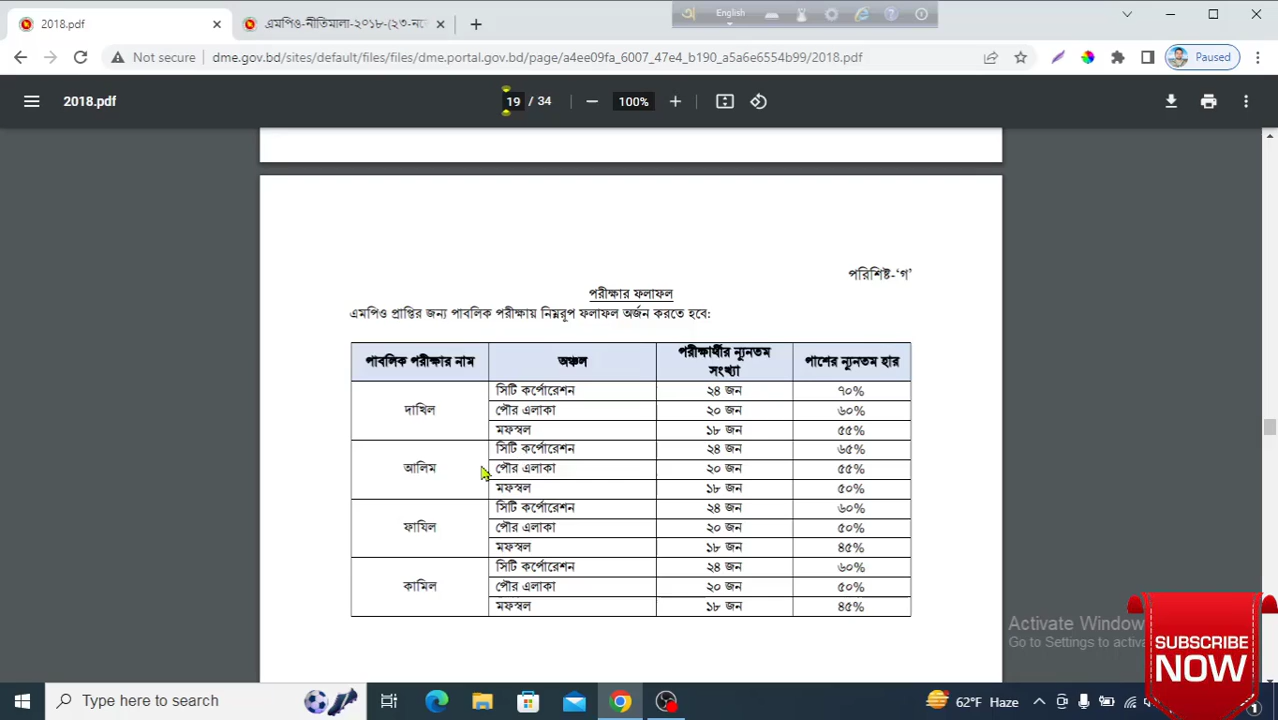 2018.pdf
এমপিও-নীতিমালা-২০১৮-(২৩-নভে
English
Not secure
dme.gov.bd/sites/default/files/files/dme.portal.gov.bd/page/a4ee09fa_6007_47e4_b190_a5a6e6554b99/2018.pdf
Paused
2018.pdf
19 / 34
100%
পরিশিষ্ট-‘গ’
পরীক্ষার ফলাফল
এমপিও প্রাপ্তির জন্য পাবলিক পরীক্ষায় নিম্নরূপ ফলাফল অর্জন করতে হবে:
পাবলিক পরীক্ষার নাম অঞ্চল পরীক্ষার্থীর ন্যূনতম সংখ্যা পাশের ন্যূনতম হার
দাখিল সিটি কর্পোরেশন ২৪ জন ৭০%
পৌর এলাকা ২০ জন ৬০%
মফস্বল ১৮ জন ৫৫%
আলিম সিটি কর্পোরেশন ২৪ জন ৬৫%
পৌর এলাকা ২০ জন ৫৫%
মফস্বল ১৮ জন ৫০%
ফাযিল সিটি কর্পোরেশন ২৪ জন ৬০%
পৌর এলাকা ২০ জন ৫০%
মফস্বল ১৮ জন ৪৫%
কামিল সিটি কর্পোরেশন ২৪ জন ৬০%
পৌর এলাকা ২০ জন ৫০%
মফস্বল ১৮ জন ৪৫%
Activate Window
Go to Settings to activa
SUBSCRIBE
NOW
Type here to search
62°F Haze